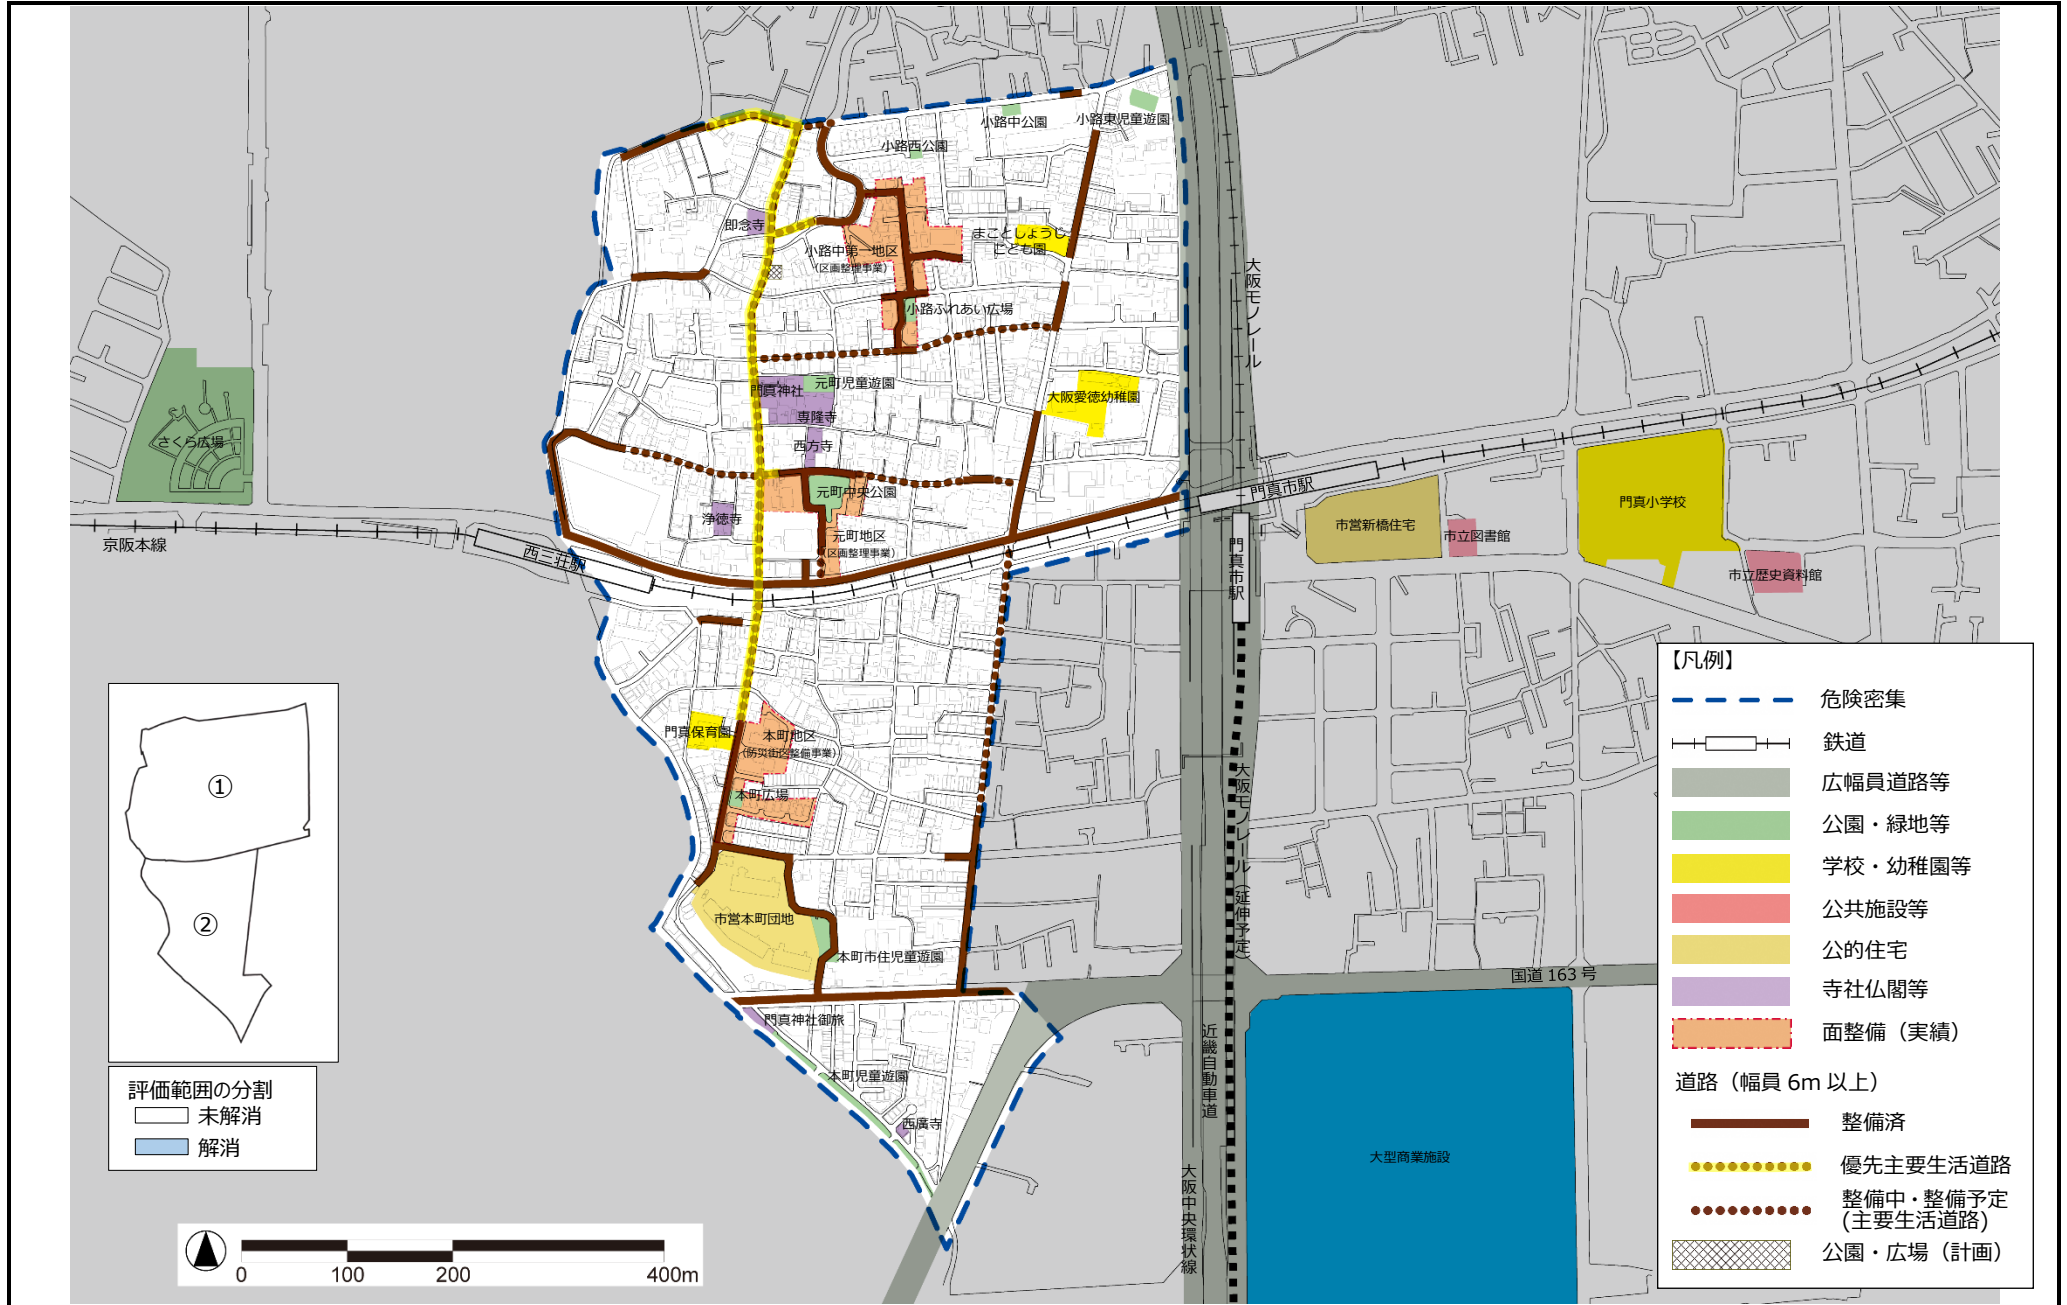 小路中公園
小路東児童遊園
小路西公園
即念寺
まことしょうじ
こども園
小路中第一地区
(区画整理事業)
小路ふれあい広場
大阪モノレール
門真神社
元町児童遊園
専隆寺
大阪愛徳幼稚園
西方寺
さくら広場
元町中央公園
浄徳寺
元町地区
(区画整理事業)
京阪本線
西三荘駅
門真市駅
門真市駅
市営新橋住宅
市立図書館
門真小学校
市立歴史資料館
門真保育園
本町地区
(防災街区整備事業)
本町広場
大阪モノレール(延伸予定)
市営本町団地
本町市住児童遊園
国道 163 号
門真神社御旅
近畿自動車道
本町児童遊園
西廣寺
大型商業施設
大阪中央環状線
①
②
評価範囲の分割
未解消
解消
0 100 200 400m
【凡例】
危険密集
鉄道
広幅員道路等
公園・緑地等
学校・幼稚園等
公共施設等
公的住宅
寺社仏閣等
面整備（実績）
道路（幅員 6m 以上）
整備済
優先主要生活道路
整備中・整備予定
(主要生活道路)
公園・広場（計画）